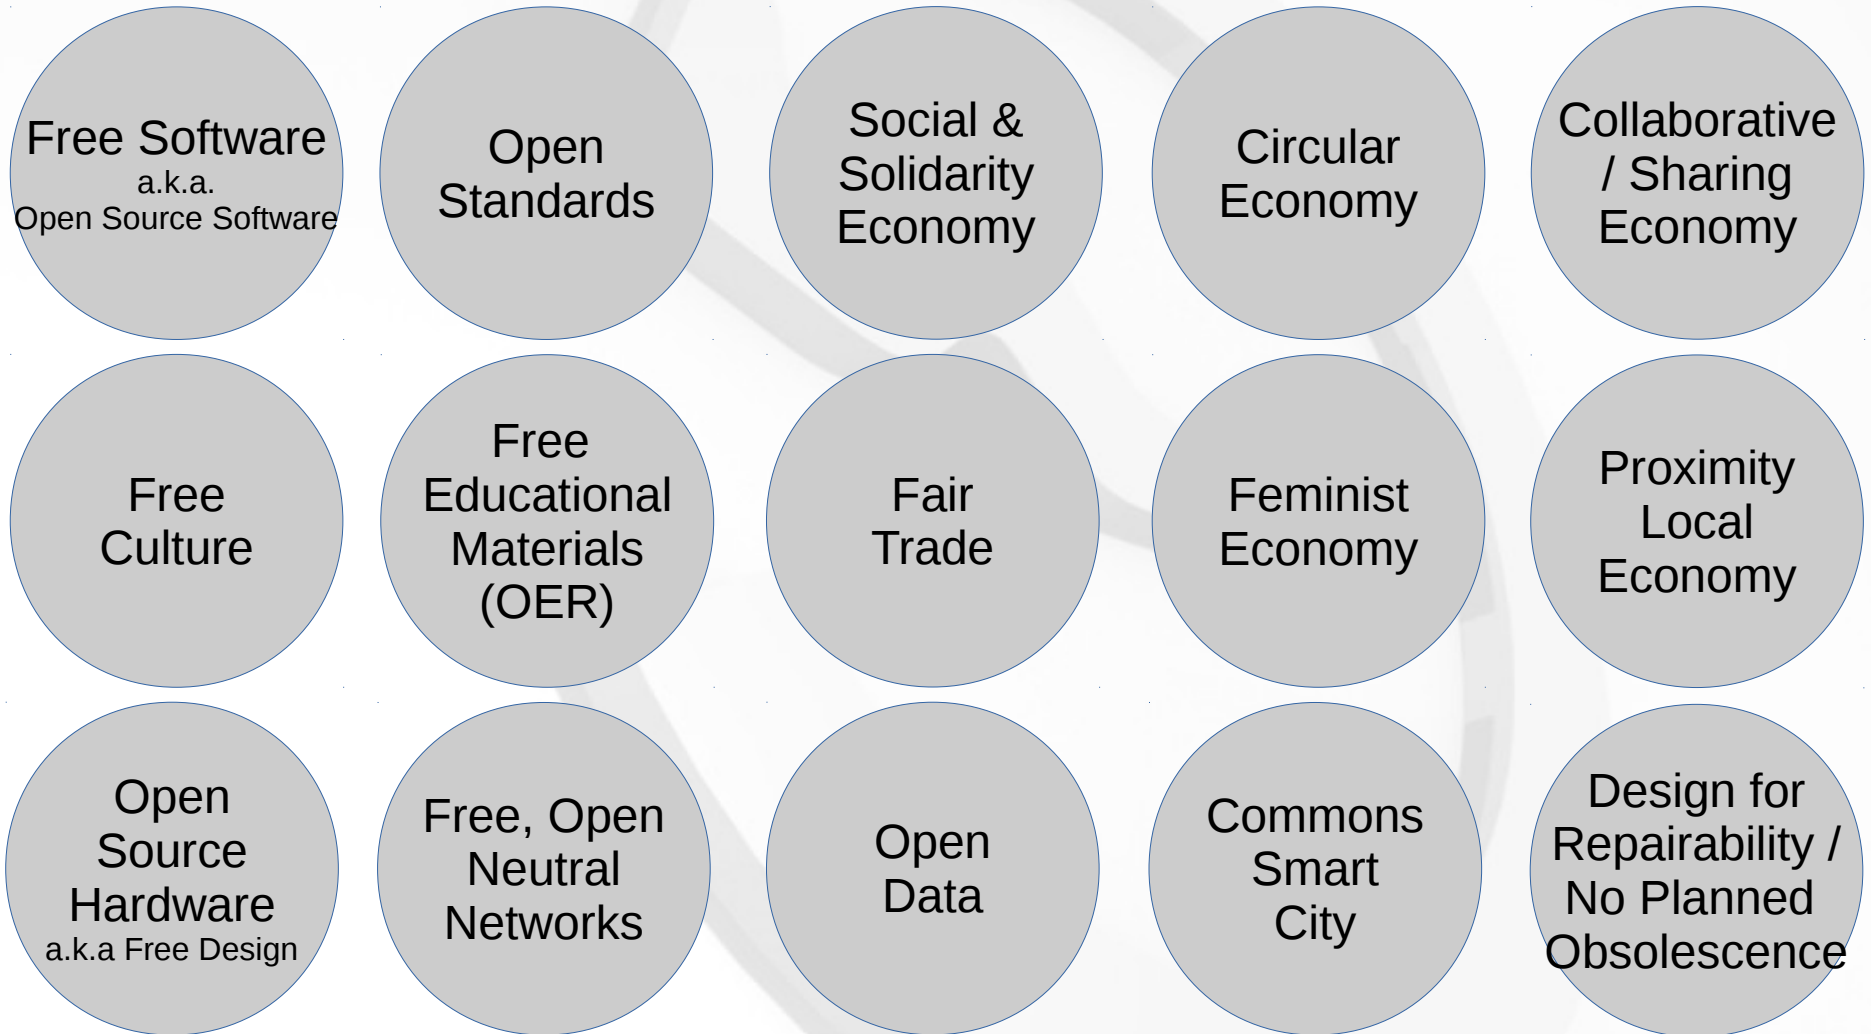 Free Software
a.k.a.
Open Source Software
Open
Standards
Social &
Solidarity
Economy
Circular
Economy
Collaborative
/ Sharing
Economy
Free
Culture
Free
Educational
Materials
(OER)
Fair
Trade
Feminist
Economy
Proximity
Local
Economy
Open
Source
Hardware
a.k.a Free Design
Free, Open
Neutral
Networks
Open
Data
Commons
Smart
City
Design for
Repairability /
No Planned
Obsolescence